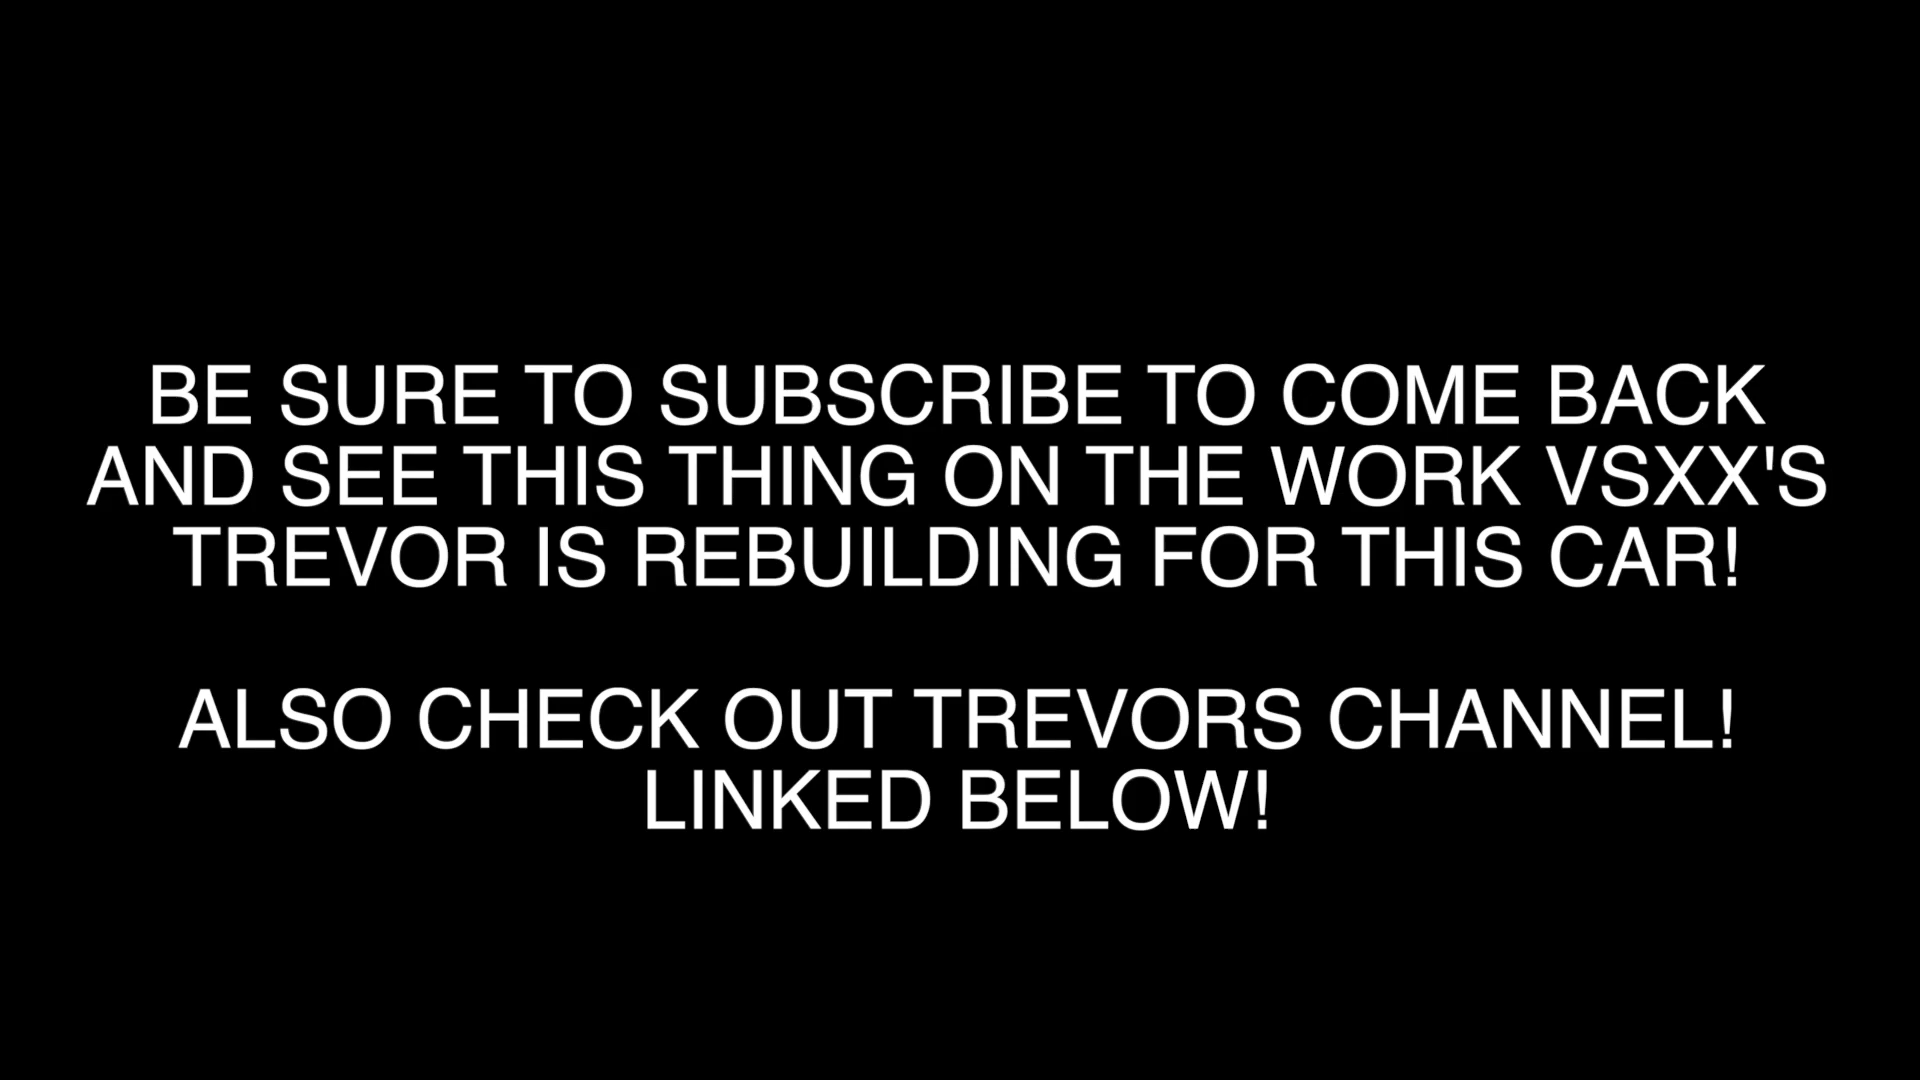 BE SURE TO SUBSCRIBE TO COME BACK
AND SEE THIS THING ON THE WORK VSXX'S
TREVOR IS REBUILDING FOR THIS CAR!
ALSO CHECK OUT TREVORS CHANNEL!
LINKED BELOW!